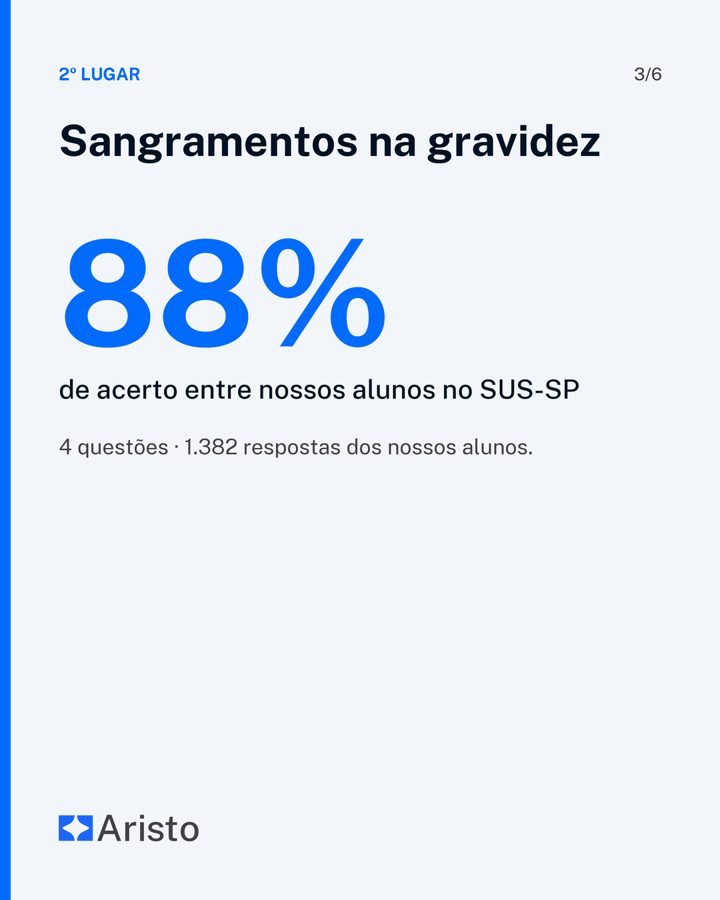 2º LUGAR
3/6
Sangramentos na gravidez
88%
de acerto entre nossos alunos no SUS-SP
4 questões · 1.382 respostas dos nossos alunos.
Aristo